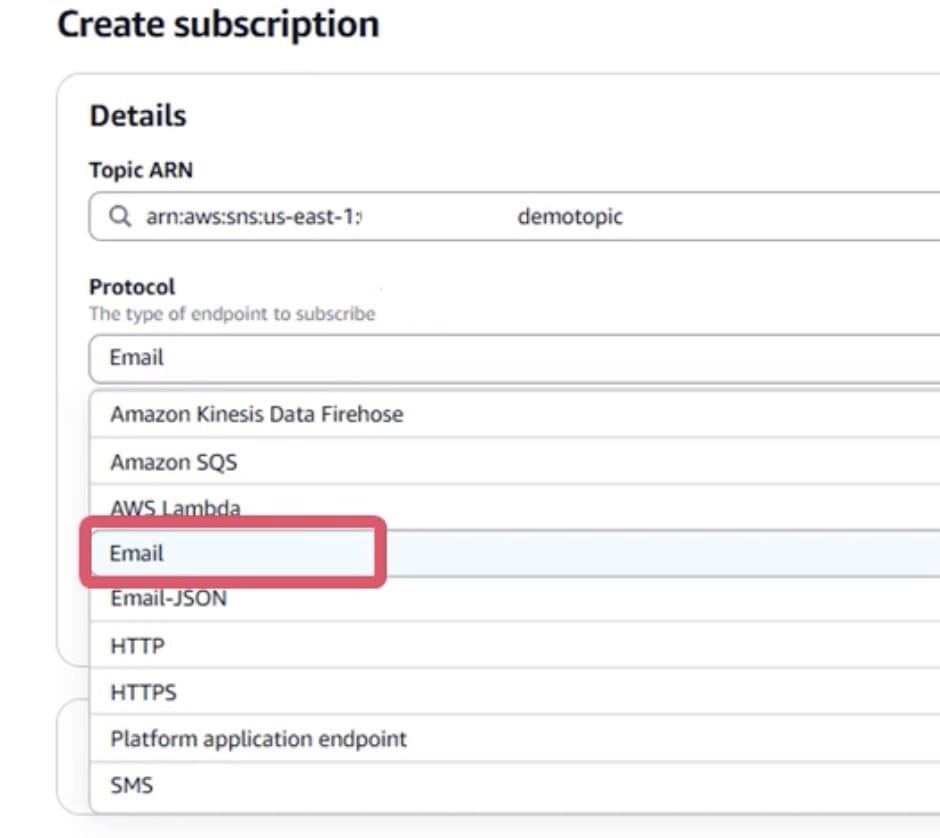 Create subscription
Details
Topic ARN
arn:aws:sns:us-east-1: demotopic
Protocol
The type of endpoint to subscribe
Email
Amazon Kinesis Data Firehose
Amazon SQS
AWS Lambda
Email
Email-JSON
HTTP
HTTPS
Platform application endpoint
SMS